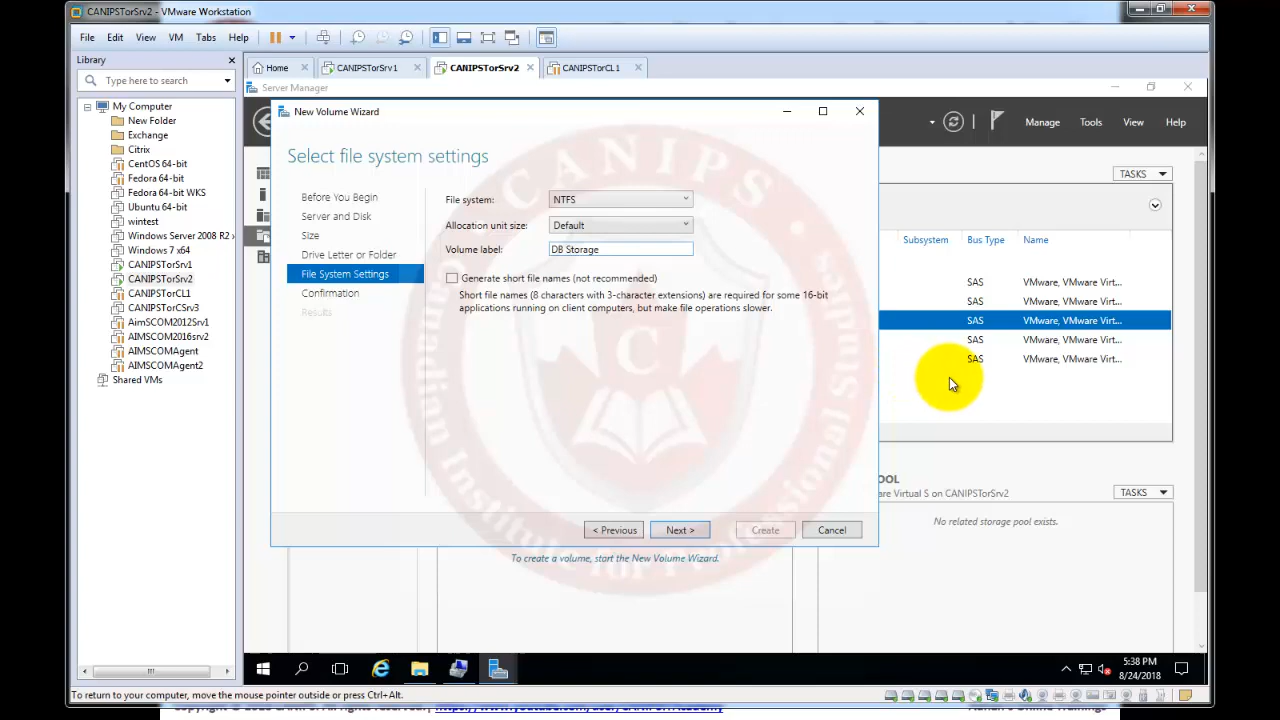 CANIPSTorSrv2 - VMware Workstation
File Edit View VM Tabs Help
Library
Type here to search
Home CANIPSTorSrv1 CANIPSTorSrv2 CANIPSTorCL1
My Computer
New Folder
Exchange
Citrix
CentOS 64-bit
Fedora 64-bit
Fedora 64-bit WKS
Ubuntu 64-bit
wintest
Windows Server 2008 R2 x
Windows 7 x64
CANIPSTorSrv1
CANIPSTorSrv2
CANIPSTorCL1
CANIPSTorCSrv3
AimSCOM2012Srv1
AIMSCOM2016srv2
AIMSCOMAgent
AIMSCOMAgent2
Shared VMs
Server Manager
Manage Tools View Help
New Volume Wizard
Select file system settings
Before You Begin
Server and Disk
Size
Drive Letter or Folder
File System Settings
Confirmation
Results
File system: NTFS
Allocation unit size: Default
Volume label: DB Storage
Generate short file names (not recommended)
Short file names (8 characters with 3-character extensions) are required for some 16-bit
applications running on client computers, but make file operations slower.
< Previous Next > Create Cancel
TASKS
Subsystem Bus Type Name
SAS VMware, VMware Virt...
SAS VMware, VMware Virt...
SAS VMware, VMware Virt...
SAS VMware, VMware Virt...
SAS VMware, VMware Virt...
OOL
are Virtual S on CANIPSTorSrv2
TASKS
No related storage pool exists.
To create a volume, start the New Volume Wizard.
CANIPS
Canadian Institute for Professional Studies
5:38 PM
8/24/2018
To return to your computer, move the mouse pointer outside or press Ctrl+Alt.